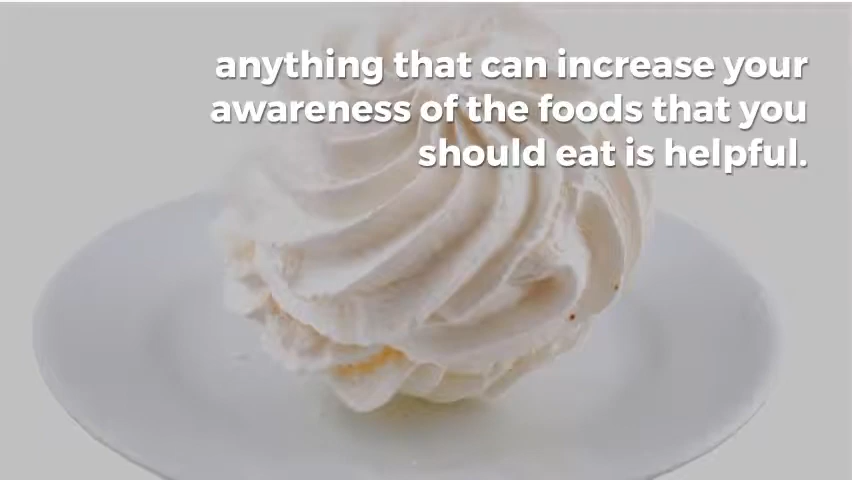 anything that can increase your
awareness of the foods that you
should eat is helpful.